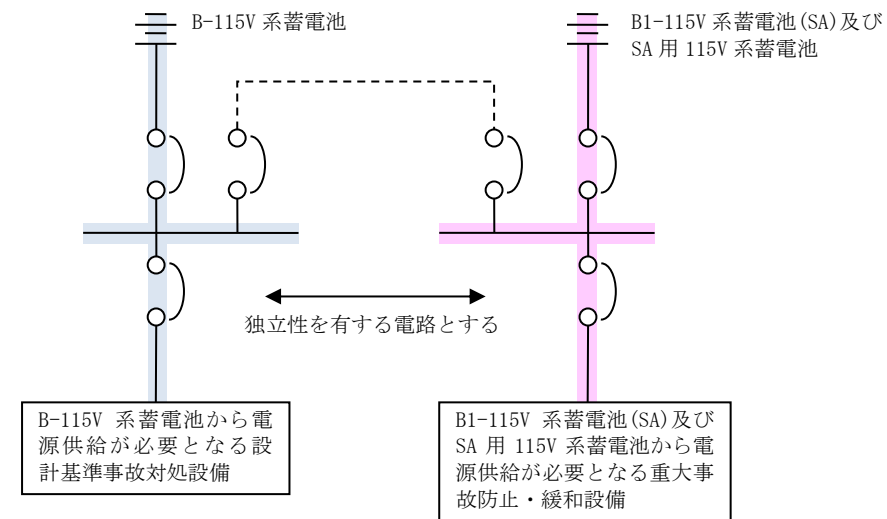 B-115V 系蓄電池
B1-115V 系蓄電池(SA)及び
SA 用 115V 系蓄電池
独立性を有する電路とする
B-115V 系蓄電池から電
源供給が必要となる設
計基準事故対処設備
B1-115V 系蓄電池(SA)及び
SA 用 115V 系蓄電池から電
源供給が必要となる重大事
故防止・緩和設備